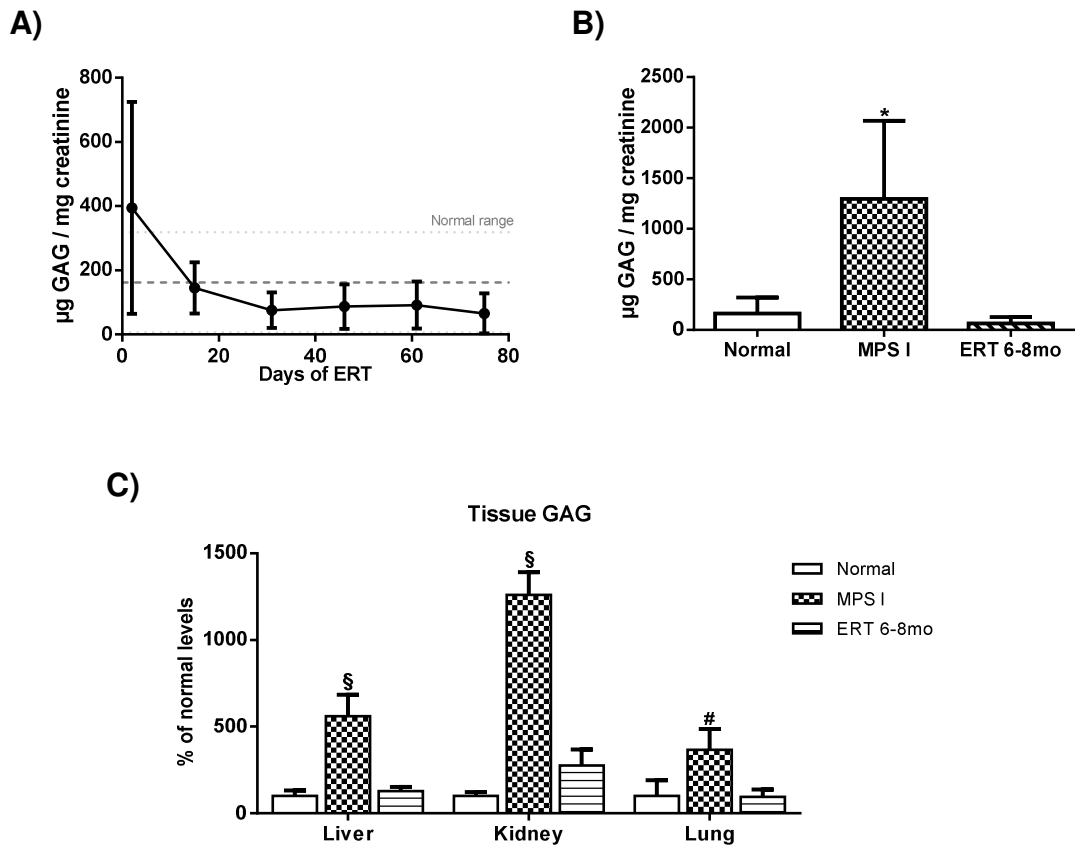 A)
µg GAG / mg creatinine
800
600
400
200
0
Normal range
0 20 40 60 80
Days of ERT
B)
µg GAG / mg creatinine
2500
2000
1500
1000
500
0
*
Normal MPS I ERT 6-8mo
C)
Tissue GAG
% of normal levels
1500
1000
500
0
§
§
#
Liver Kidney Lung
Normal
MPS I
ERT 6-8mo